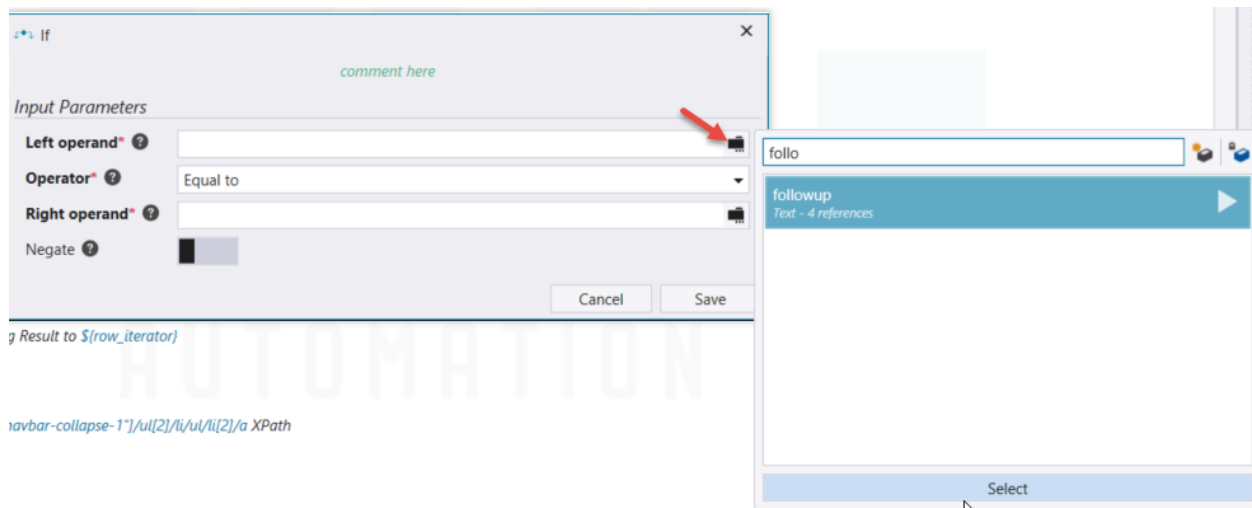 If
comment here
Input Parameters
Left operand*
Operator* Equal to
Right operand*
Negate
Cancel Save
follo
followup
Text - 4 references
Select
g Result to ${row_iterator}
AUTOMATION
navbar-collapse-1"]/ul[2]/li/ul/li[2]/a XPath